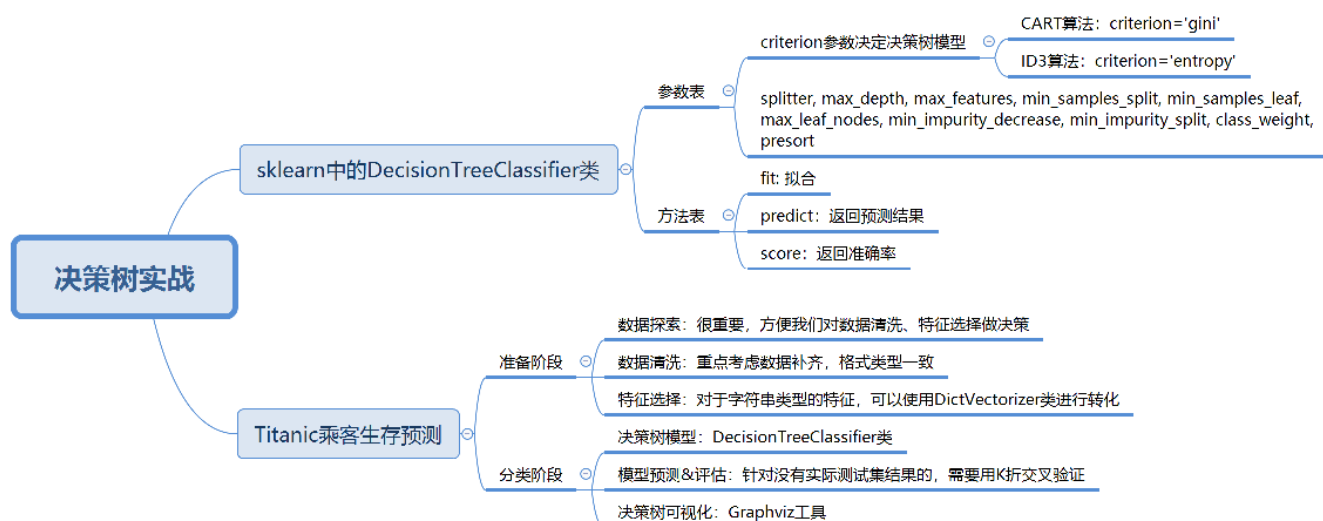 决策树实战
sklearn中的DecisionTreeClassifier类
参数表
criterion参数决定决策树模型
CART算法：criterion='gini'
ID3算法：criterion='entropy'
splitter, max_depth, max_features, min_samples_split, min_samples_leaf,
max_leaf_nodes, min_impurity_decrease, min_impurity_split, class_weight,
presort
方法表
fit: 拟合
predict：返回预测结果
score：返回准确率
Titanic乘客生存预测
准备阶段
数据探索：很重要，方便我们对数据清洗、特征选择做决策
数据清洗：重点考虑数据补齐，格式类型一致
特征选择：对于字符串类型的特征，可以使用DictVectorizer类进行转化
分类阶段
决策树模型：DecisionTreeClassifier类
模型预测&评估：针对没有实际测试集结果的，需要用K折交叉验证
决策树可视化：Graphviz工具